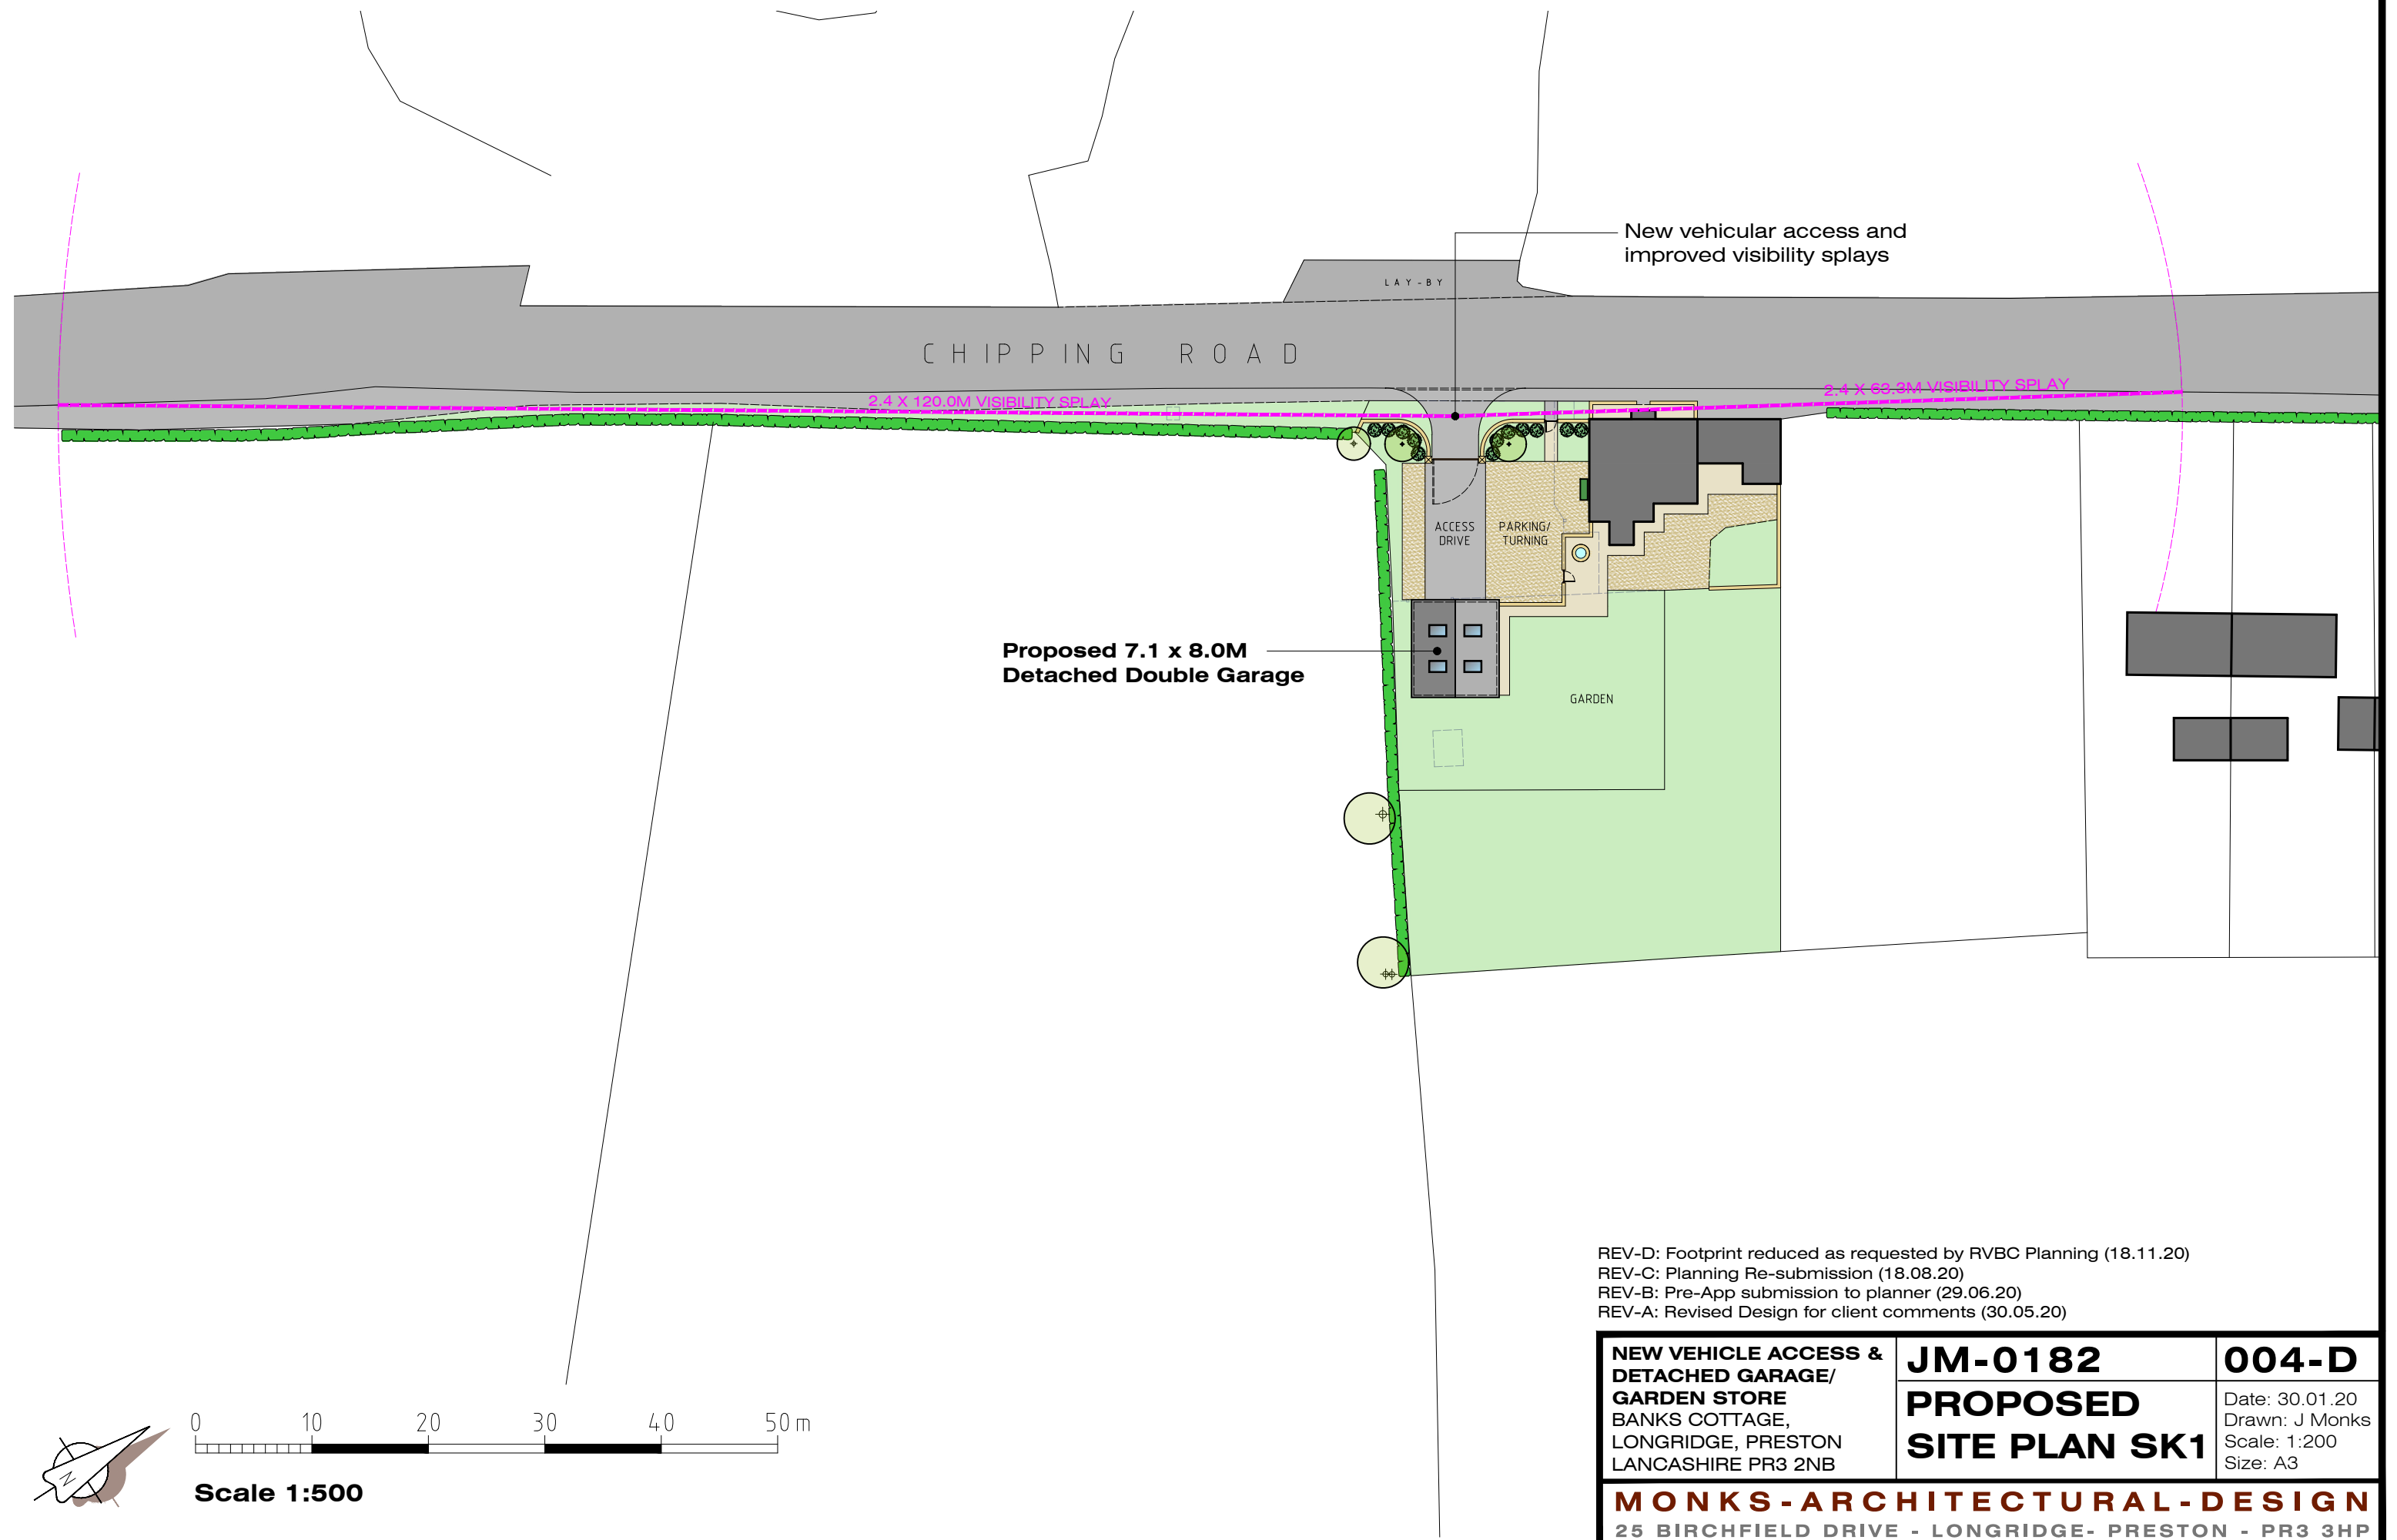 New vehicular access and
improved visibility splays
LAY-BY
CHIPPING ROAD
2.4 X 120.0M VISIBILITY SPLAY
2.4 X 63.3M VISIBILITY SPLAY
ACCESS
DRIVE
PARKING/
TURNING
Proposed 7.1 x 8.0M
Detached Double Garage
GARDEN
REV-D: Footprint reduced as requested by RVBC Planning (18.11.20)
REV-C: Planning Re-submission (18.08.20)
REV-B: Pre-App submission to planner (29.06.20)
REV-A: Revised Design for client comments (30.05.20)
NEW VEHICLE ACCESS &
DETACHED GARAGE/
GARDEN STORE
BANKS COTTAGE,
LONGRIDGE, PRESTON
LANCASHIRE PR3 2NB
JM-0182
PROPOSED
SITE PLAN SK1
004-D
Date: 30.01.20
Drawn: J Monks
Scale: 1:200
Size: A3
MONKS-ARCHITECTURAL-DESIGN
25 BIRCHFIELD DRIVE - LONGRIDGE- PRESTON - PR3 3HP
N
0 10 20 30 40 50m
Scale 1:500